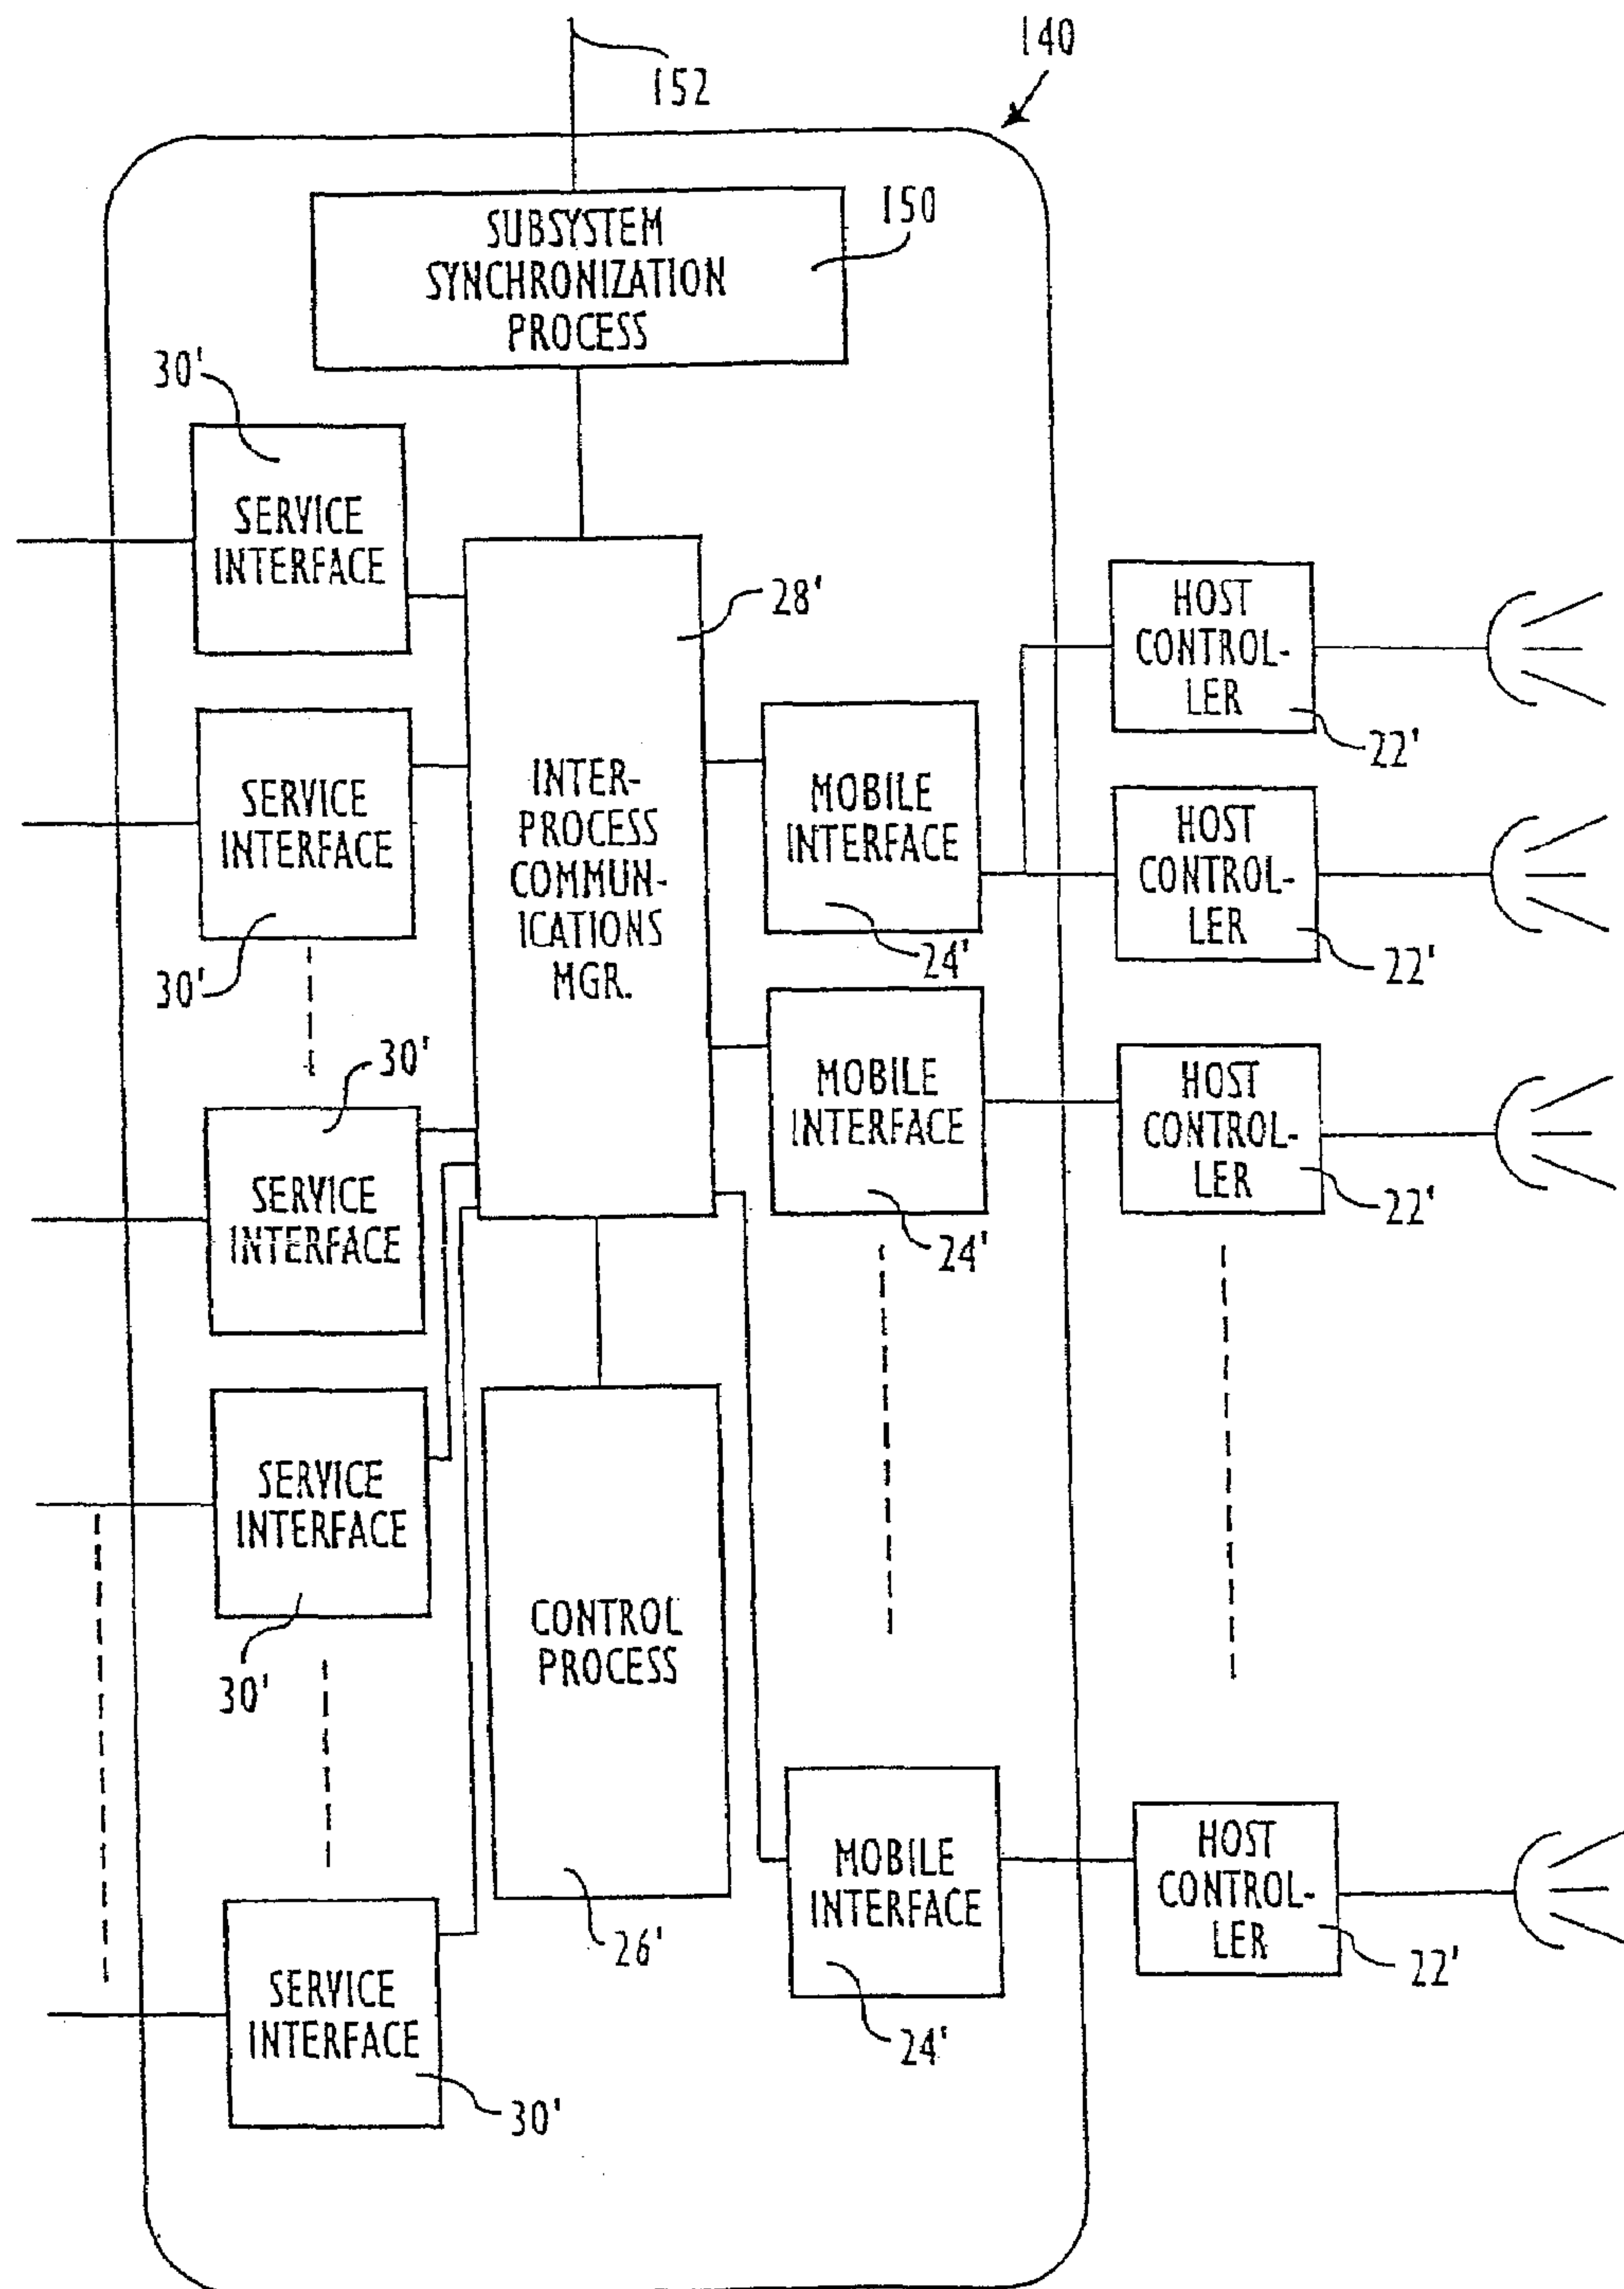 140
152
SUBSYSTEM
SYNCHRONIZATION
PROCESS
150
30'
SERVICE
INTERFACE
28'
HOST
CONTROL-
LER
22'
SERVICE
INTERFACE
30'
INTER-
PROCESS
COMMUN-
ICATIONS
MGR.
MOBILE
INTERFACE
24'
HOST
CONTROL-
LER
22'
30'
SERVICE
INTERFACE
MOBILE
INTERFACE
24'
HOST
CONTROL-
LER
22'
SERVICE
INTERFACE
30'
CONTROL
PROCESS
26'
MOBILE
INTERFACE
24'
HOST
CONTROL-
LER
22'
SERVICE
INTERFACE
30'